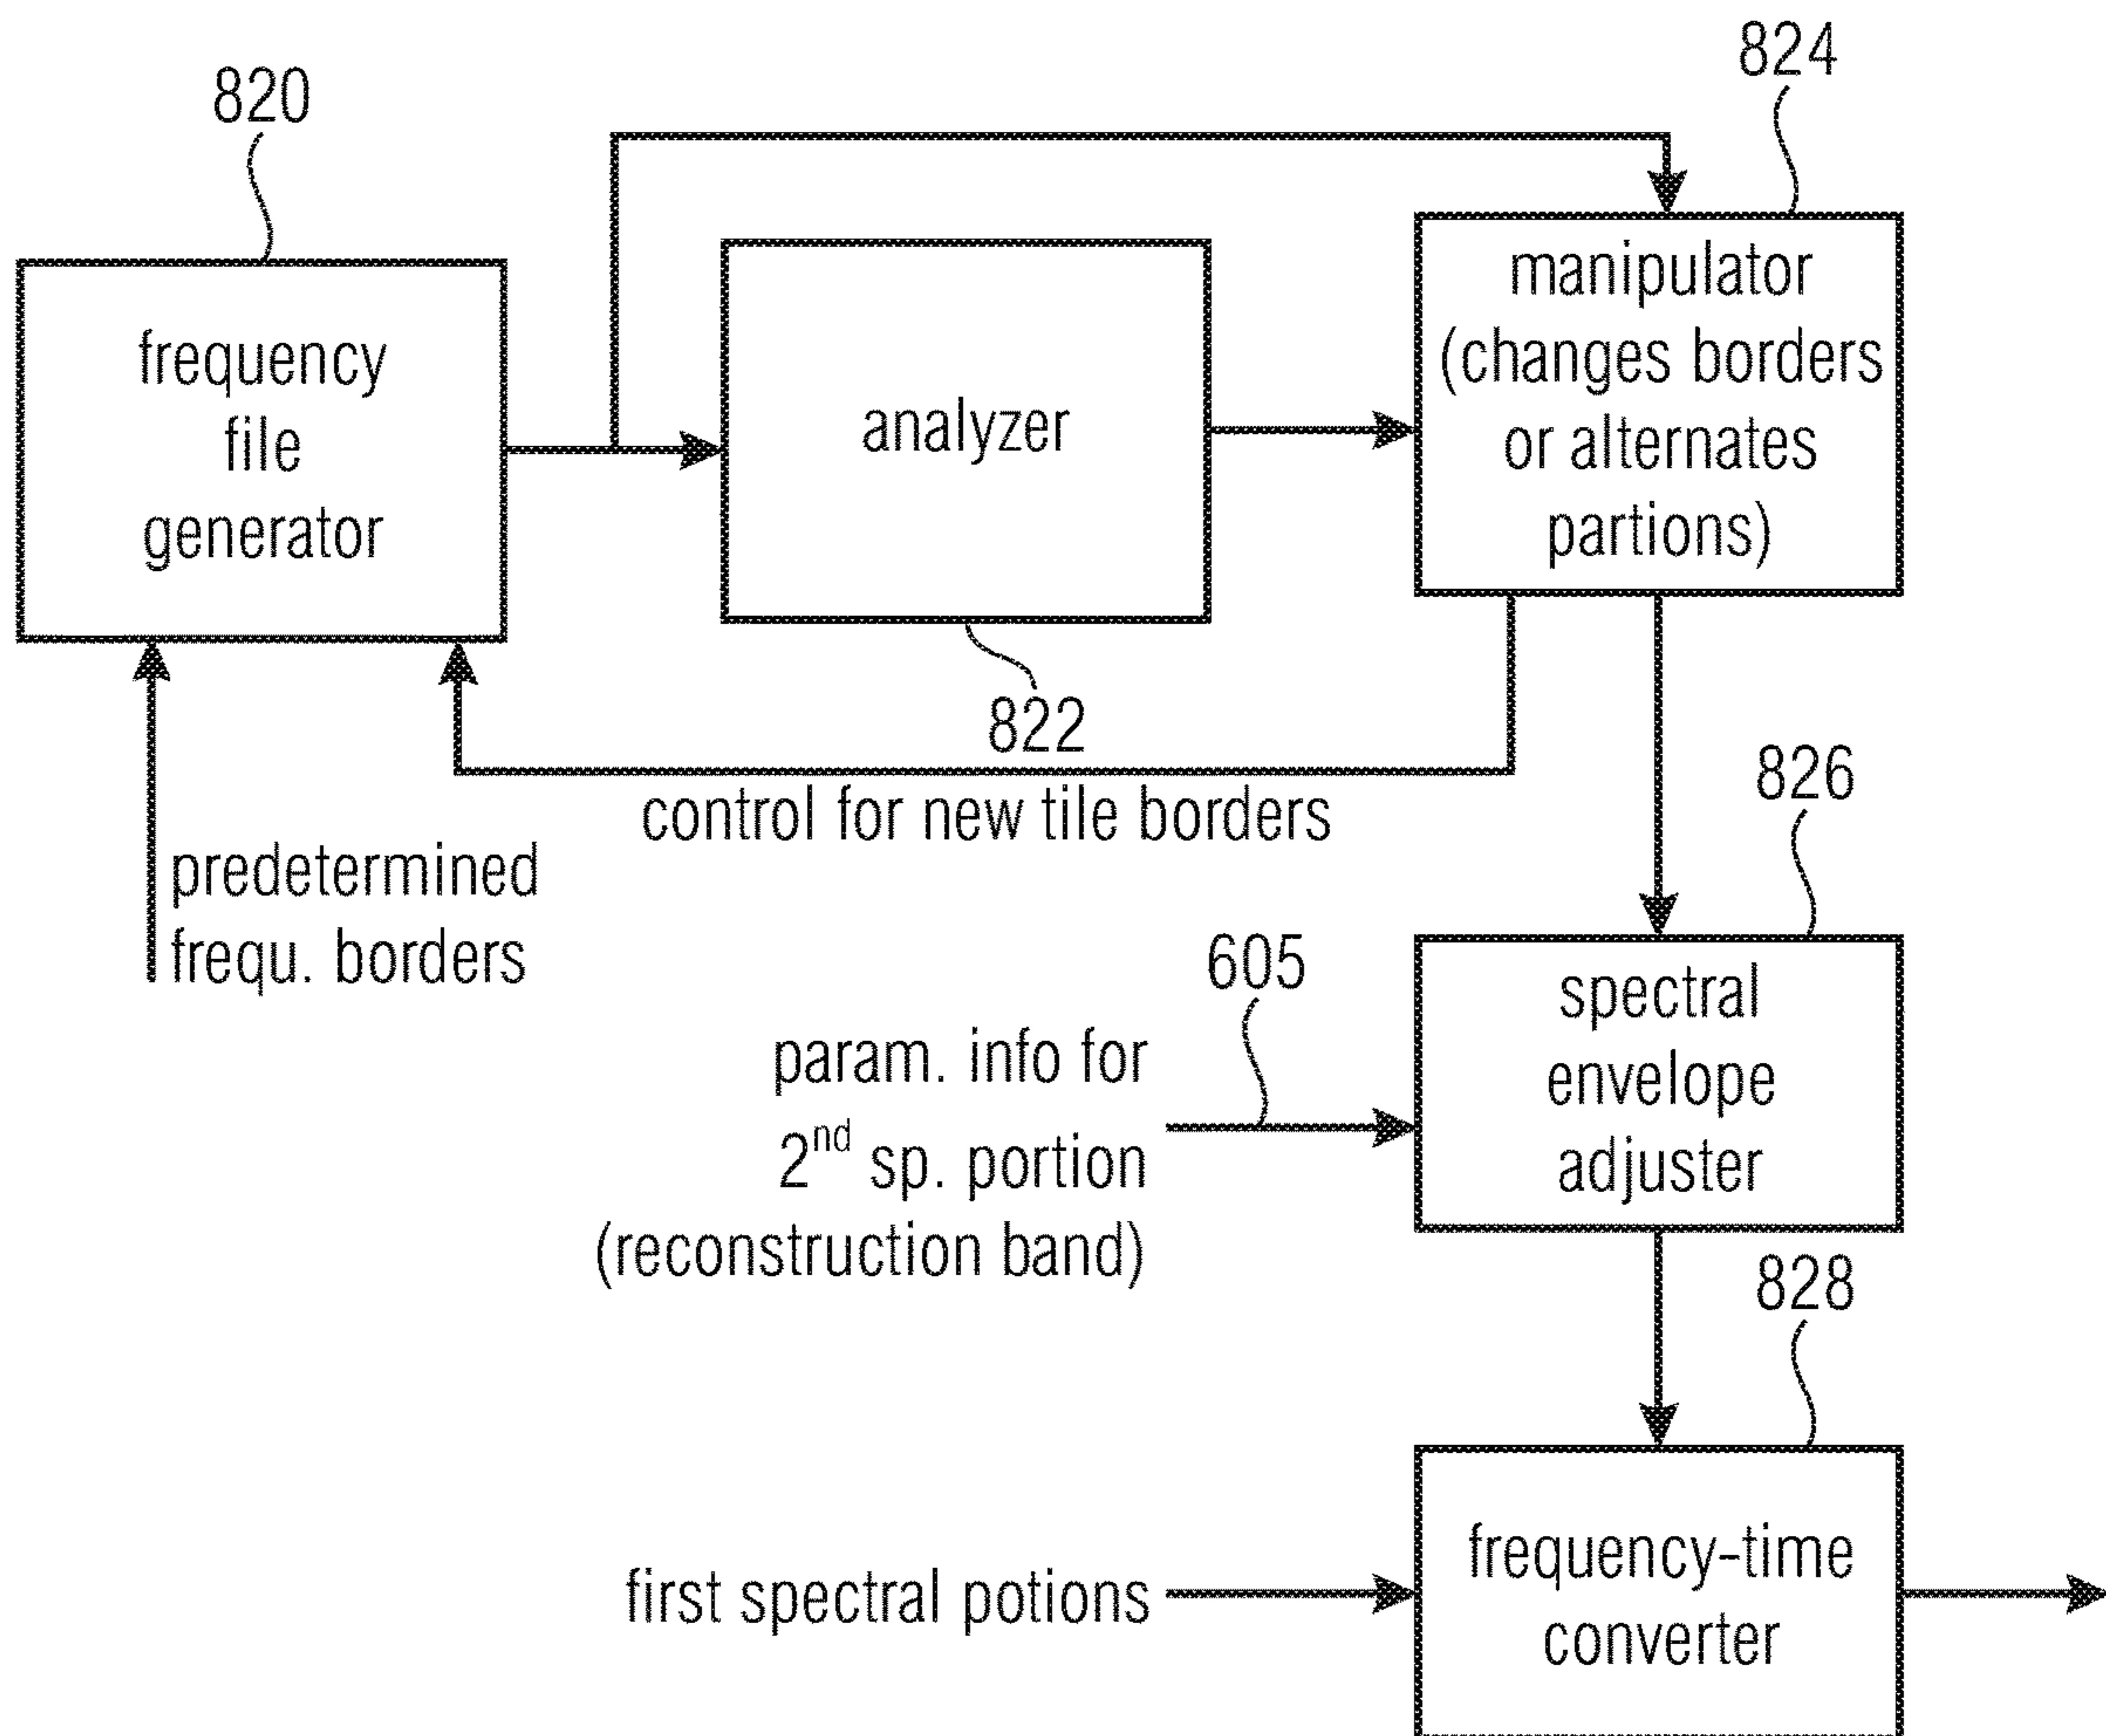 824
820
manipulator
(changes borders
or alternates
partions)
frequency
file
generator
analyzer
822
control for new tile borders
826
predetermined
frequ. borders
605
spectral
envelope
adjuster
param. info for
2nd sp. portion
(reconstruction band)
828
frequency-time
converter
first spectral potions